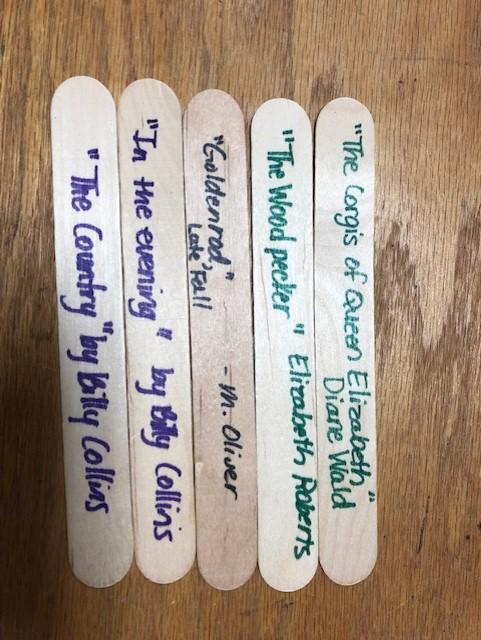 "The Corgis of Queen Elizabeth"
Diane Wald
"The Woodpecker" Elizabeth Roberts
"Goldenrod,"
Late Fall
-M. Oliver
"In the evening" by Billy Collins
"The Country" by Billy Collins